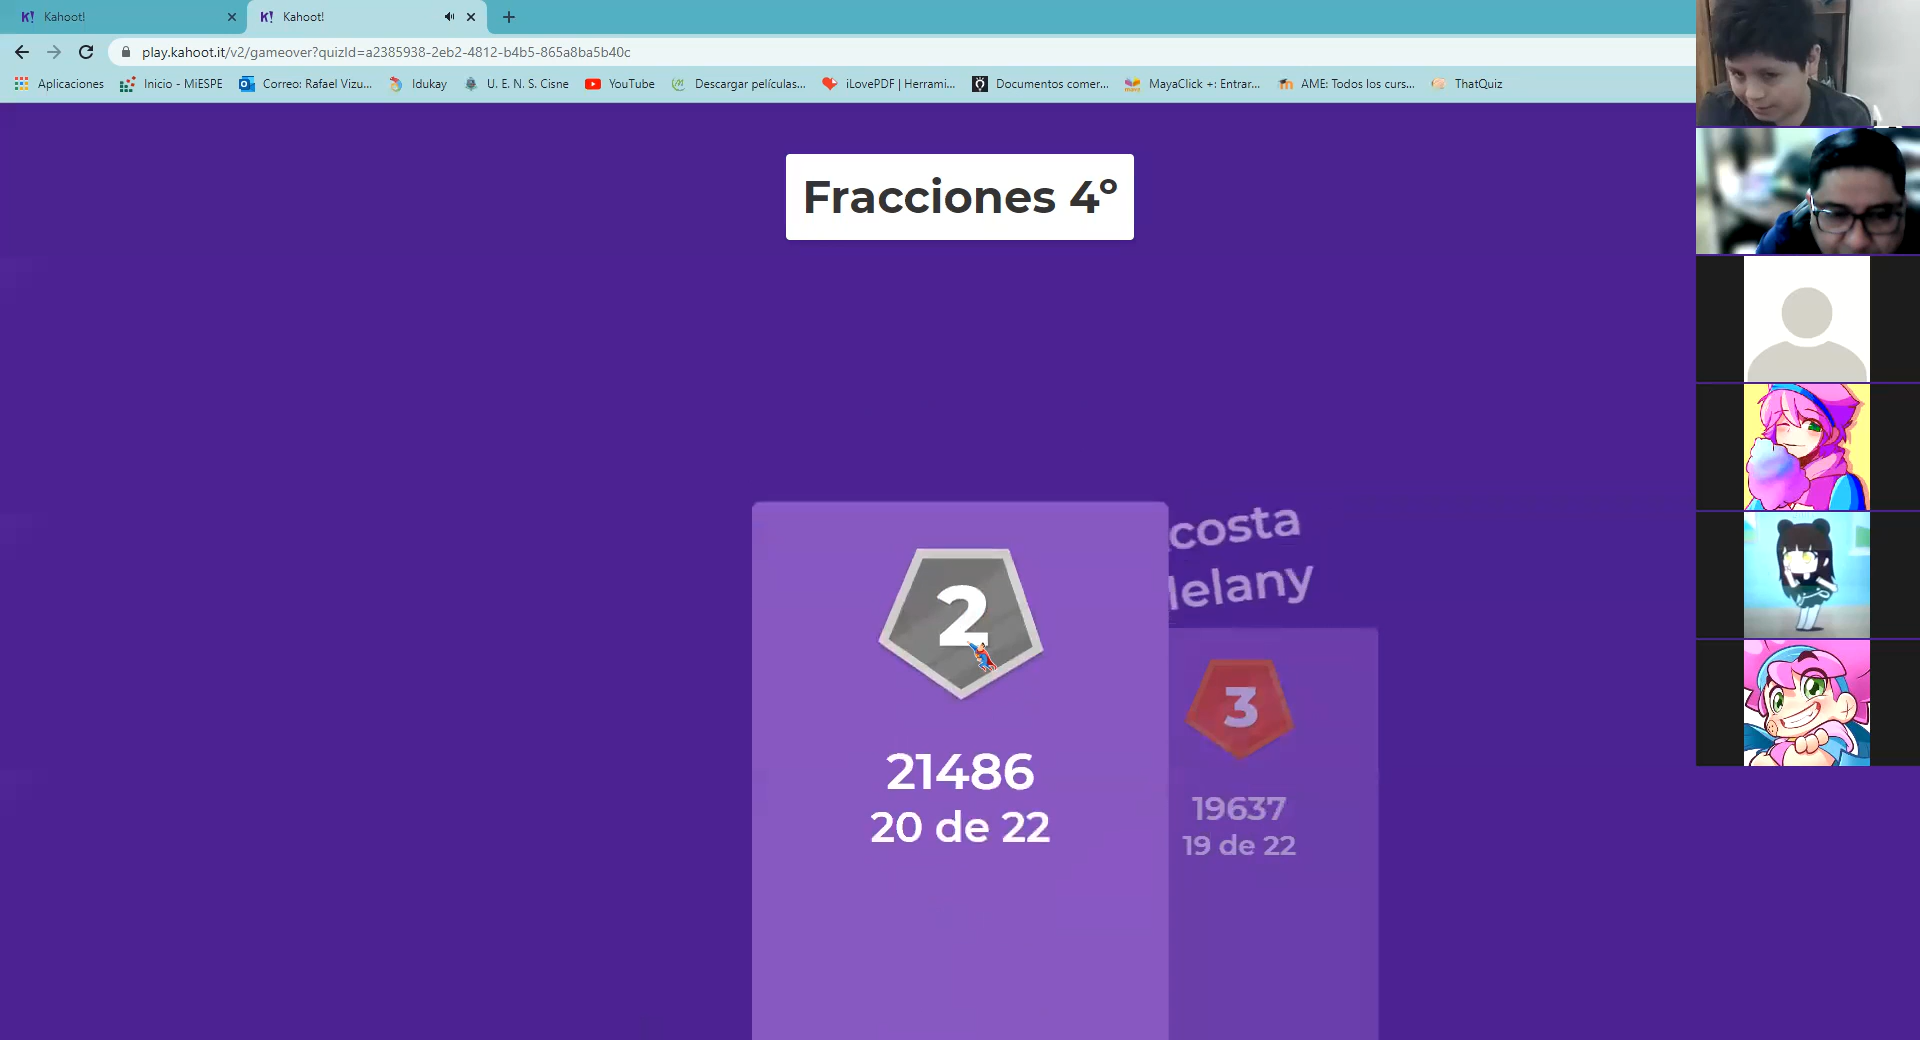 Kahoot!
Kahoot!
play.kahoot.it/v2/gameover?quizId=a2385938-2eb2-4812-b4b5-865a8ba5b40c
Aplicaciones
Inicio - MiESPE
Correo: Rafael Vizu...
Idukay
U. E. N. S. Cisne
YouTube
Descargar películas...
iLovePDF | Herrami...
Documentos comer...
MayaClick +: Entrar...
AME: Todos los curs...
ThatQuiz
Fracciones 4º
costa
elany
2
21486
20 de 22
3
19637
19 de 22